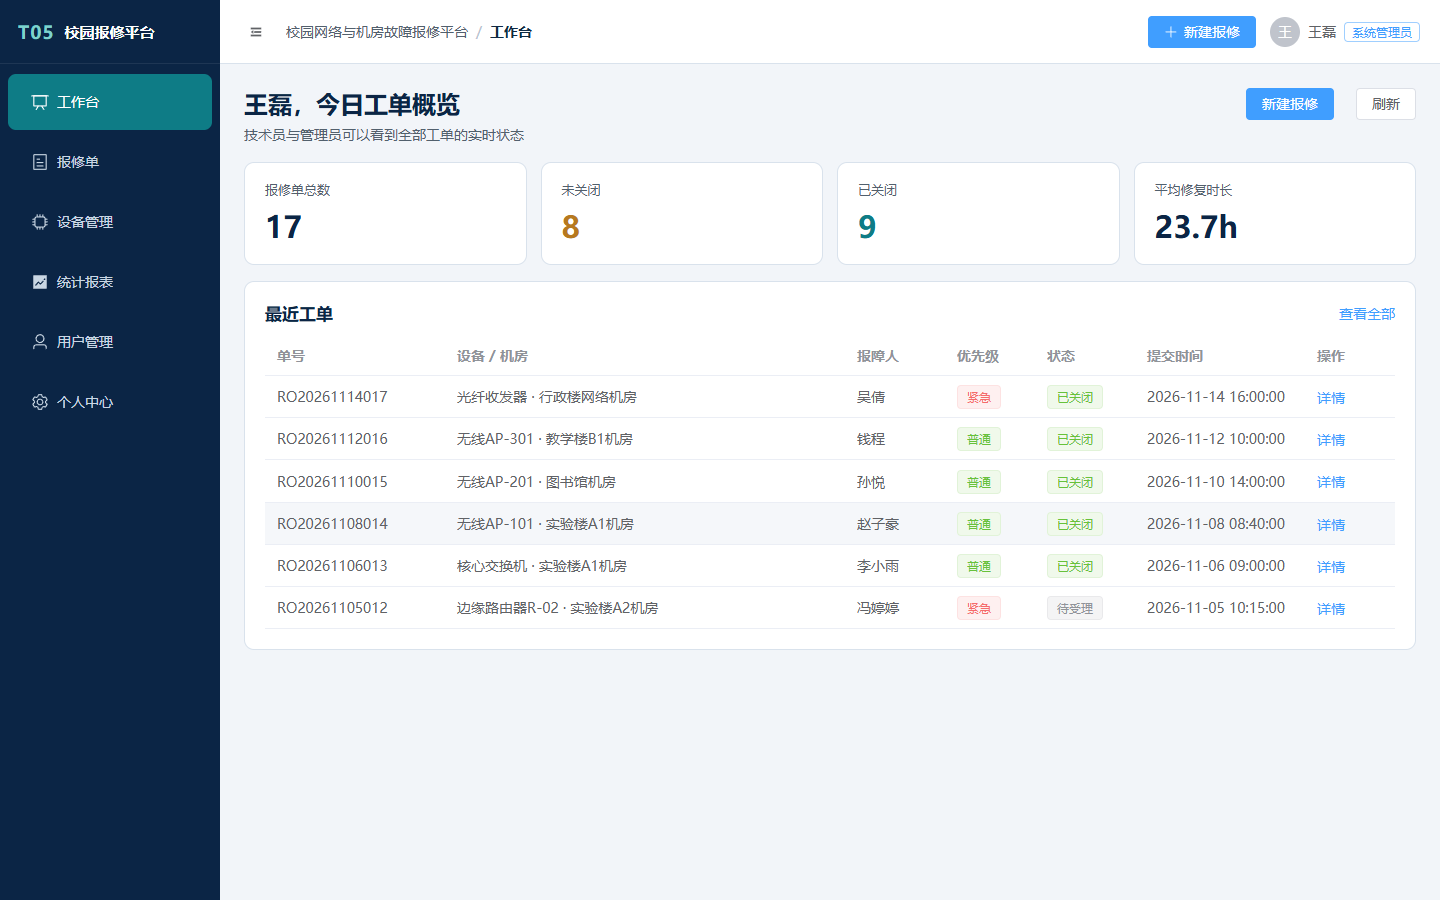 T05 校园报修平台
工作台
报修单
设备管理
统计报表
用户管理
个人中心
校园网络与机房故障报修平台 / 工作台
+ 新建报修
王 王磊 系统管理员
王磊，今日工单概览
技术员与管理员可以看到全部工单的实时状态
新建报修 刷新
报修单总数
17
未关闭
8
已关闭
9
平均修复时长
23.7h
最近工单 查看全部
单号 设备 / 机房 报障人 优先级 状态 提交时间 操作
RO20261114017 光纤收发器 · 行政楼网络机房 吴倩 紧急 已关闭 2026-11-14 16:00:00 详情
RO20261112016 无线AP-301 · 教学楼B1机房 钱程 普通 已关闭 2026-11-12 10:00:00 详情
RO20261110015 无线AP-201 · 图书馆机房 孙悦 普通 已关闭 2026-11-10 14:00:00 详情
RO20261108014 无线AP-101 · 实验楼A1机房 赵子豪 普通 已关闭 2026-11-08 08:40:00 详情
RO20261106013 核心交换机 · 实验楼A1机房 李小雨 普通 已关闭 2026-11-06 09:00:00 详情
RO20261105012 边缘路由器R-02 · 实验楼A2机房 冯婷婷 紧急 待受理 2026-11-05 10:15:00 详情